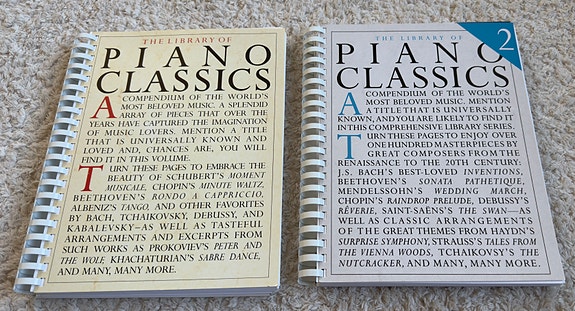 THE LIBRARY OF
PIANO
CLASSICS
A COMPENDIUM OF THE WORLD'S
MOST BELOVED MUSIC. A SPLENDID
ARRAY OF PIECES THAT OVER THE
YEARS HAVE CAPTURED THE IMAGINATION
OF MUSIC LOVERS. MENTION A TITLE
THAT IS UNIVERSALLY KNOWN AND
LOVED AND, CHANCES ARE, YOU WILL
FIND IT IN THIS VOLUME.
TURN THESE PAGES TO EMBRACE THE
BEAUTY OF SCHUBERT'S MOMENT
MUSICALE, CHOPIN'S MINUTE WALTZ,
BEETHOVEN'S RONDO A CAPRICCIO,
ALBENIZ'S TANGO, AND OTHER FAVORITES
BY BACH, TCHAIKOVSKY, DEBUSSY, AND
KABALEVSKY—AS WELL AS TASTEFUL
ARRANGEMENTS AND EXCERPTS FROM
SUCH WORKS AS PROKOVIEV'S PETER AND
THE WOLF, KHACHATURIAN'S SABRE DANCE,
AND MANY, MANY MORE.
THE LIBRARY OF
PIANO
CLASSICS
2
A COMPENDIUM OF THE WORLD'S
MOST BELOVED MUSIC. MENTION
A TITLE THAT IS UNIVERSALLY
KNOWN, AND YOU ARE LIKELY TO FIND IT
IN THIS COMPREHENSIVE LIBRARY SERIES.
TURN THESE PAGES TO ENJOY OVER
ONE HUNDRED MASTERPIECES BY
GREAT COMPOSERS FROM THE
RENAISSANCE TO THE 20TH CENTURY:
J.S. BACH'S BEST-LOVED INVENTIONS,
BEETHOVEN'S SONATA PATHETIQUE,
MENDELSSOHN'S WEDDING MARCH,
CHOPIN'S RAINDROP PRELUDE, DEBUSSY'S
RÊVERIE, SAINT-SAËNS'S THE SWAN—AS
WELL AS CLASSIC ARRANGEMENTS
OF THE GREAT THEMES FROM HAYDN'S
SURPRISE SYMPHONY, STRAUSS'S TALES FROM
THE VIENNA WOODS, TCHAIKOVSY'S THE
NUTCRACKER, AND MANY, MANY MORE.